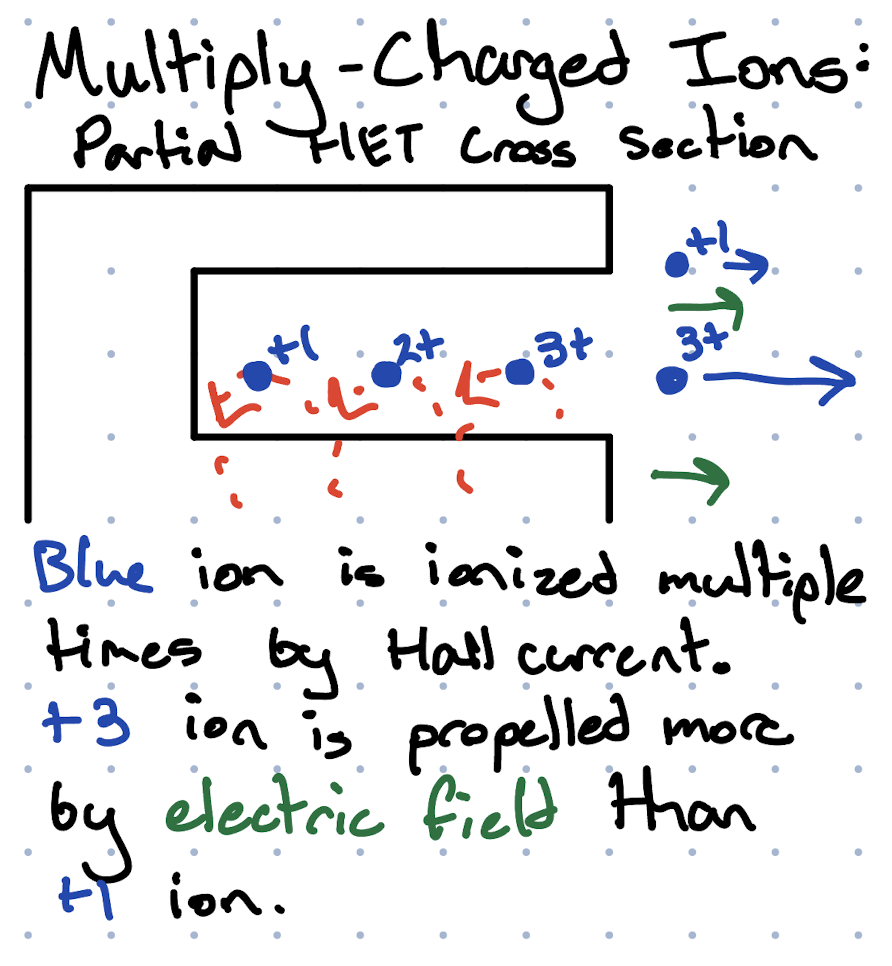 Multiply-Charged Ions:
Partial HET Cross Section
+1
3+
+1 2+ 3+
Blue ion is ionized multiple
times by Hall current.
+3 ion is propelled more
by electric field than
+1 ion.